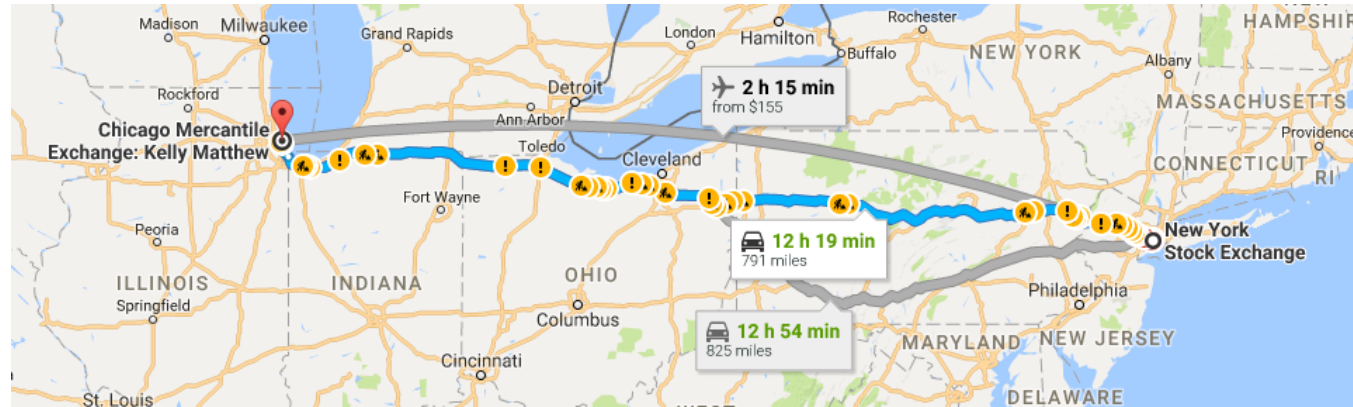 Madison
Milwaukee
Grand Rapids
London
Hamilton
Rochester
Buffalo
NEW YORK
Albany
HAMPSHIR
MASSACHUSETTS
Rockford
Detroit
Ann Arbor
2 h 15 min
from $155
Providence
Chicago Mercantile
Exchange: Kelly Matthew
Toledo
Cleveland
CONNECTICUT
RI
Fort Wayne
12 h 19 min
791 miles
New York
Stock Exchange
Peoria
ILLINOIS
INDIANA
OHIO
Springfield
Columbus
Philadelphia
12 h 54 min
825 miles
MARYLAND
NEW JERSEY
Cincinnati
St. Louis
DELAWARE